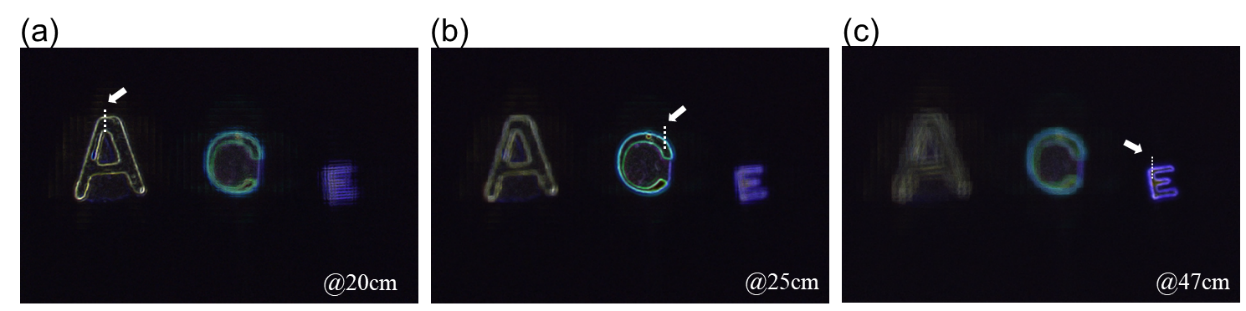 (a) (b) (c)
A C E A C E A C E
@20cm @25cm @47cm